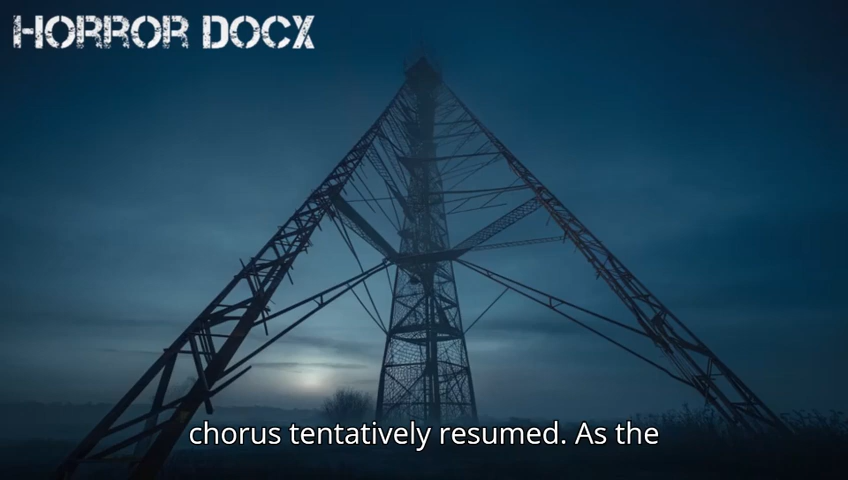 HORROR DOCX
chorus tentatively resumed. As the